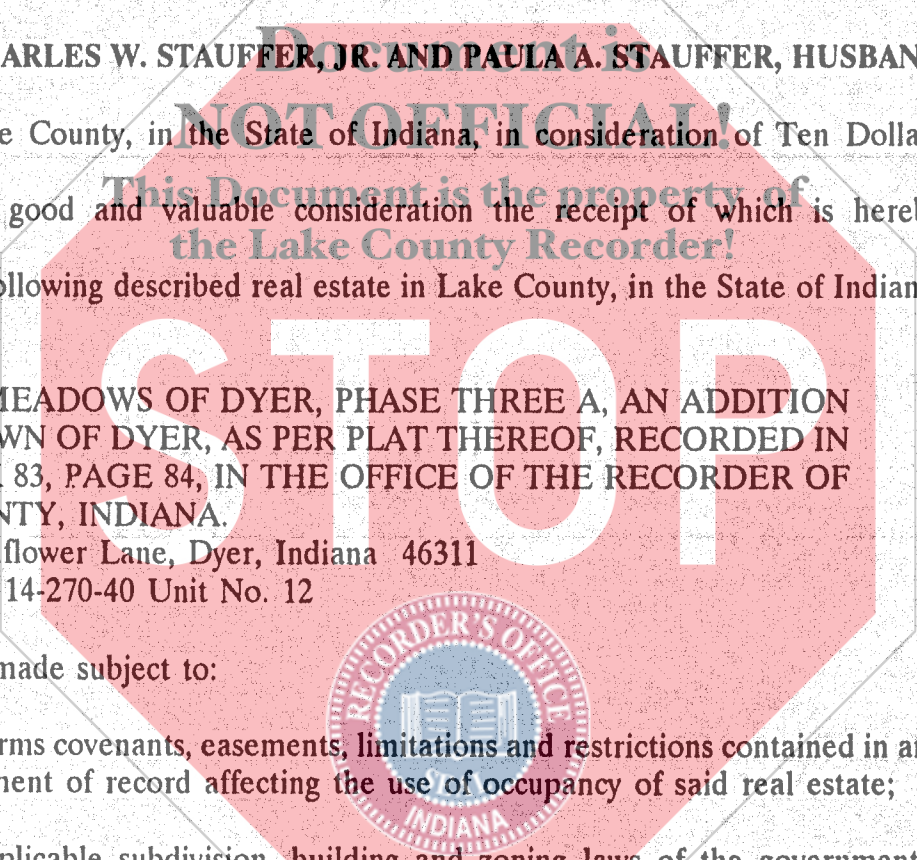 Document is
ARLES W. STAUFFER, JR. AND PAULA A. STAUFFER, HUSBAN
NOT OFFICIAL!
e County, in the State of Indiana, in consideration of Ten Dolla
This Document is the property of
good and valuable consideration the receipt of which is herel
the Lake County Recorder!
ollowing described real estate in Lake County, in the State of Indian
STOP
MEADOWS OF DYER, PHASE THREE A, AN ADDITION
WN OF DYER, AS PER PLAT THEREOF, RECORDED IN
83, PAGE 84, IN THE OFFICE OF THE RECORDER OF
NTY, INDIANA.
flower Lane, Dyer, Indiana 46311
14-270-40 Unit No. 12
RECORDER'S OFFICE
made subject to:
rms covenants, easements, limitations and restrictions contained in a
ment of record affecting the use of occupancy of said real estate;
SEAL
INDIANA
plicable subdivision, building and zoning laws of the government